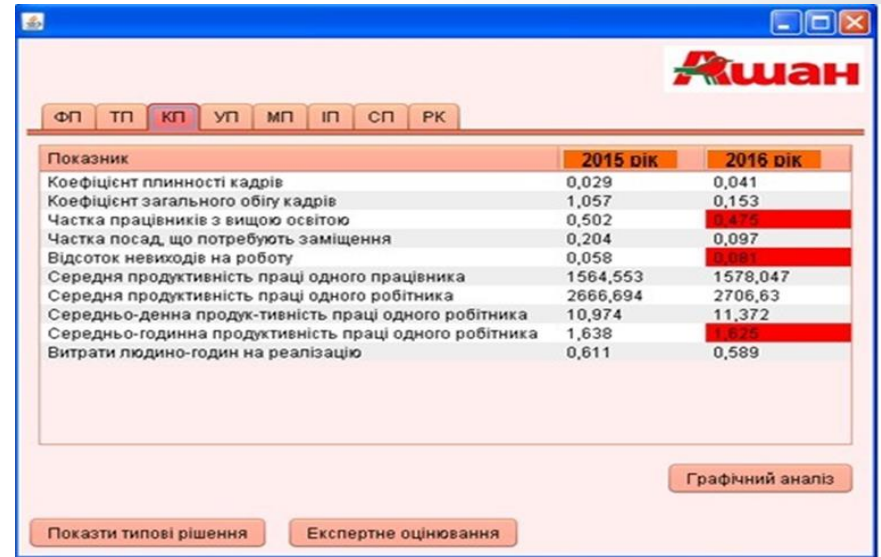 Ашан
ФП ТП КП УП МП ІП СП РК
Показник 2015 рік 2016 рік
Коефіцієнт плинності кадрів 0,029 0,041
Коефіцієнт загального обігу кадрів 1,057 0,153
Частка працівників з вищою освітою 0,502 0,475
Частка посад, що потребують заміщення 0,204 0,097
Відсоток невиходів на роботу 0,058 0,081
Середня продуктивність праці одного працівника 1564,553 1578,047
Середня продуктивність праці одного робітника 2666,694 2706,63
Середньо-денна продук-тивність праці одного робітника 10,974 11,372
Середньо-годинна продуктивність праці одного робітника 1,638 1,625
Витрати людино-годин на реалізацію 0,611 0,589
Графічний аналіз
Показти типові рішення Експертне оцінювання